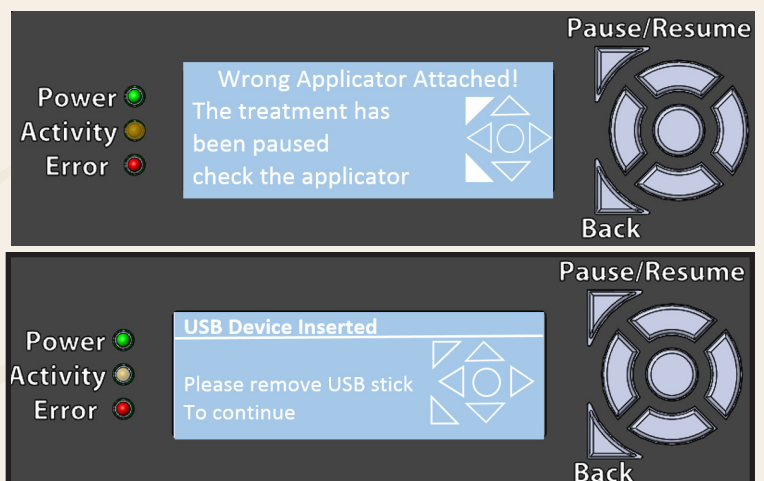 Pause/Resume
Wrong Applicator Attached!
Power
The treatment has
Activity
been paused
Error
check the applicator
Back
Pause/Resume
USB Device Inserted
Power
Activity
Please remove USB stick
Error
To continue
Back